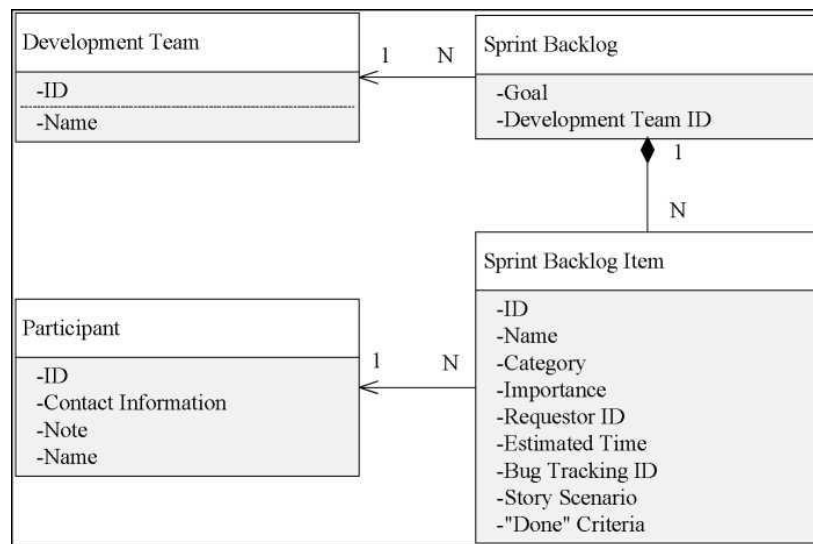 Development Team
-ID
-Name
1
N
Sprint Backlog
-Goal
-Development Team ID
1
N
Sprint Backlog Item
-ID
-Name
-Category
-Importance
-Requestor ID
-Estimated Time
-Bug Tracking ID
-Story Scenario
-"Done" Criteria
Participant
-ID
-Contact Information
-Note
-Name
1
N